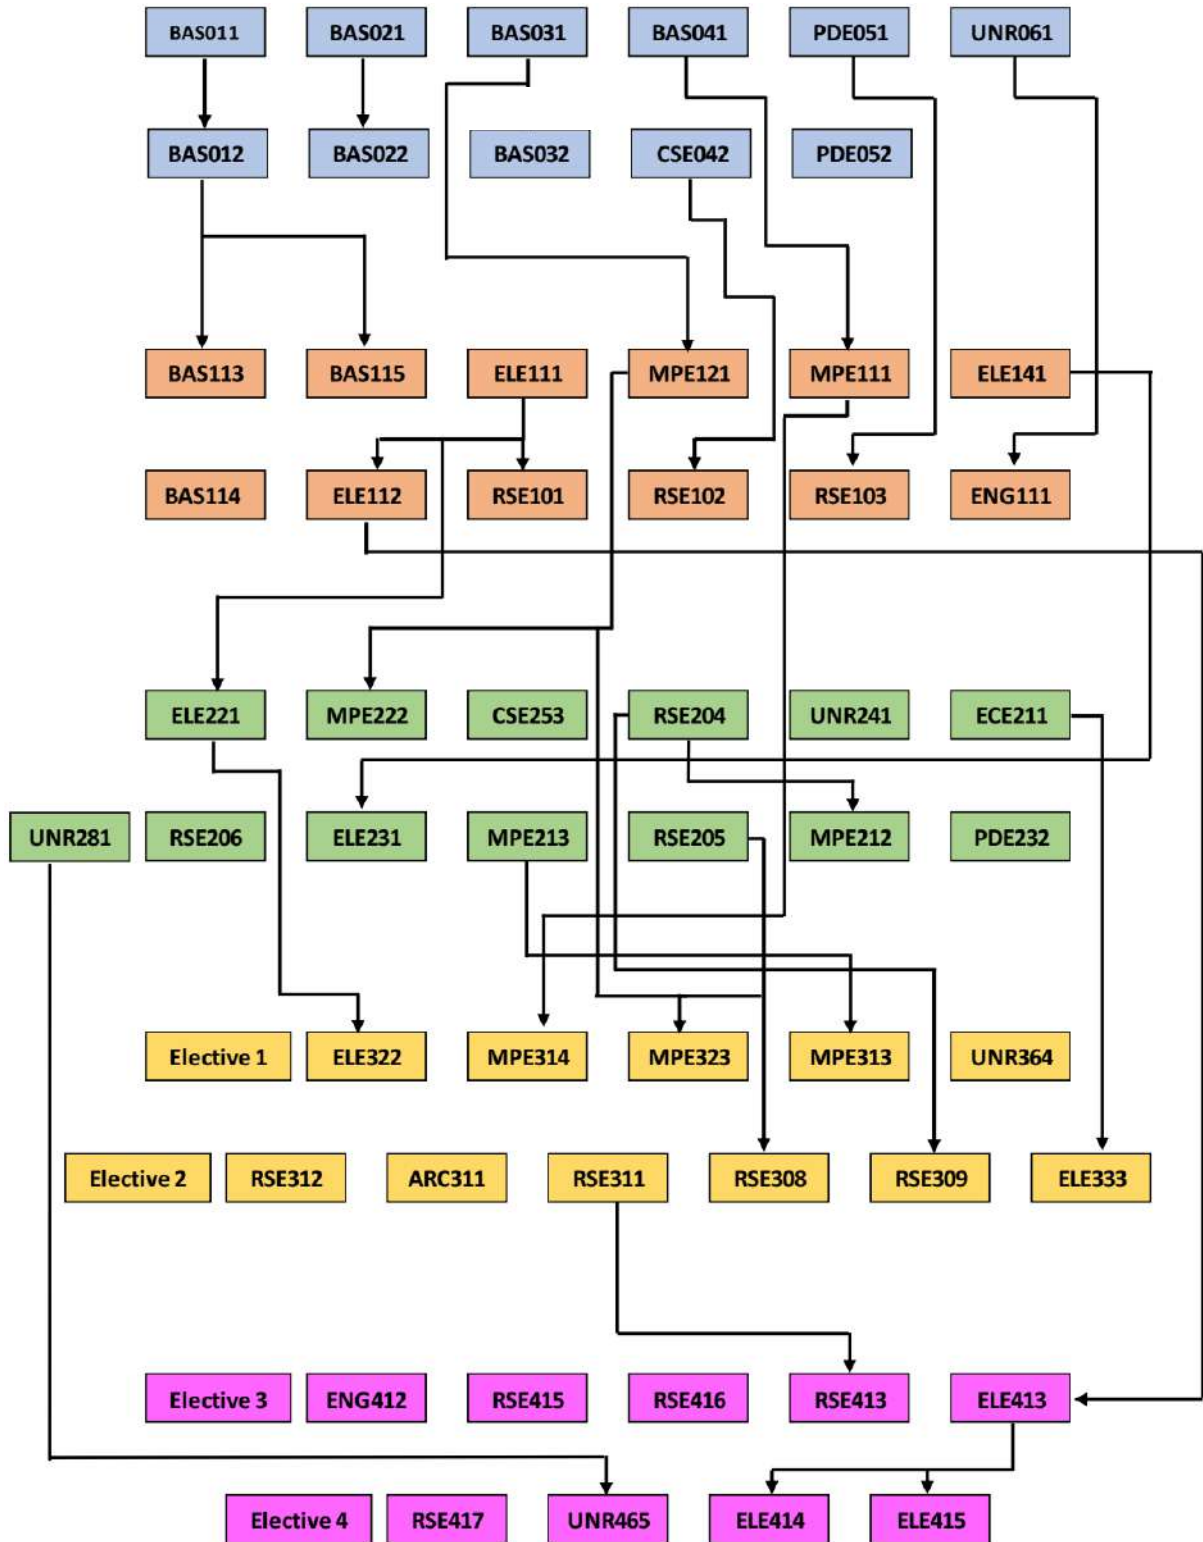 BAS011 BAS021 BAS031 BAS041 PDE051 UNR061
BAS012 BAS022 BAS032 CSE042 PDE052
BAS113 BAS115 ELE111 MPE121 MPE111 ELE141
BAS114 ELE112 RSE101 RSE102 RSE103 ENG111
ELE221 MPE222 CSE253 RSE204 UNR241 ECE211
UNR281 RSE206 ELE231 MPE213 RSE205 MPE212 PDE232
Elective 1 ELE322 MPE314 MPE323 MPE313 UNR364
Elective 2 RSE312 ARC311 RSE311 RSE308 RSE309 ELE333
Elective 3 ENG412 RSE415 RSE416 RSE413 ELE413
Elective 4 RSE417 UNR465 ELE414 ELE415